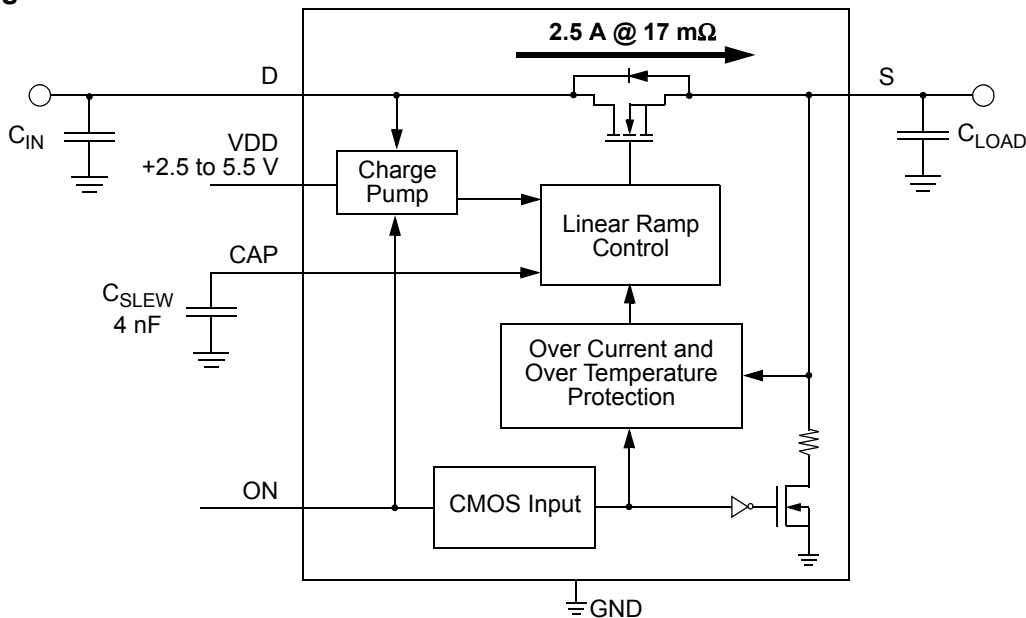 g
2.5 A @ 17 mΩ
D
S
C_IN
C_LOAD
VDD
+2.5 to 5.5 V
Charge
Pump
Linear Ramp
Control
CAP
C_SLEW
4 nF
Over Current and
Over Temperature
Protection
ON
CMOS Input
GND